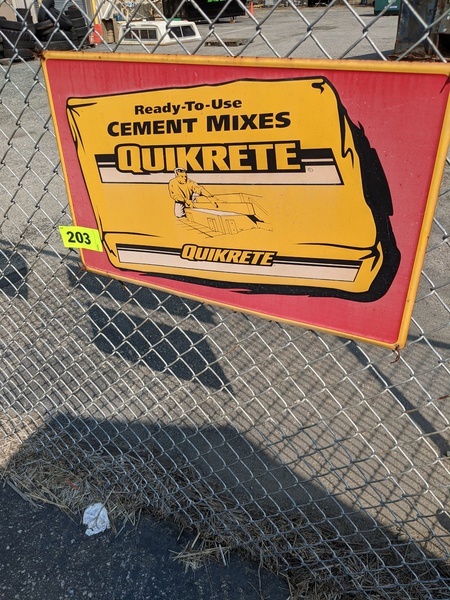 Ready-To-Use
CEMENT MIXES
QUIKRETE
203
QUIKRETE